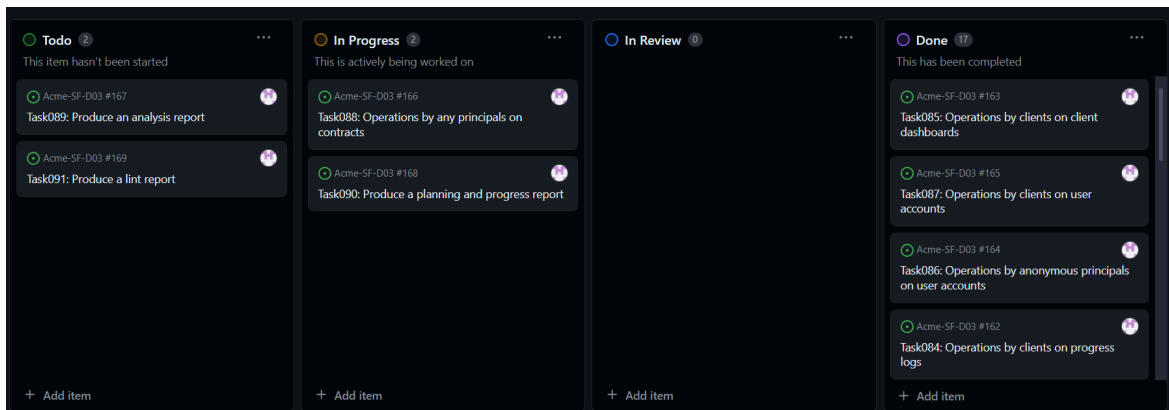 Todo 2
This item hasn't been started
Acme-SF-D03 #167
Task089: Produce an analysis report
Acme-SF-D03 #169
Task091: Produce a lint report
+ Add item
In Progress 2
This is actively being worked on
Acme-SF-D03 #166
Task088: Operations by any principals on
contracts
Acme-SF-D03 #168
Task090: Produce a planning and progress report
+ Add item
In Review 0
+ Add item
Done 17
This has been completed
Acme-SF-D03 #163
Task085: Operations by clients on client
dashboards
Acme-SF-D03 #165
Task087: Operations by clients on user
accounts
Acme-SF-D03 #164
Task086: Operations by anonymous principals
on user accounts
Acme-SF-D03 #162
Task084: Operations by clients on progress
logs
+ Add item